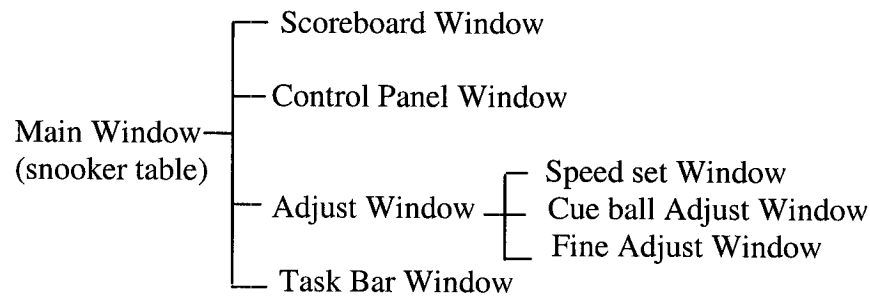 Scoreboard Window
Control Panel Window
Main Window
(snooker table)
Adjust Window
Speed set Window
Cue ball Adjust Window
Fine Adjust Window
Task Bar Window